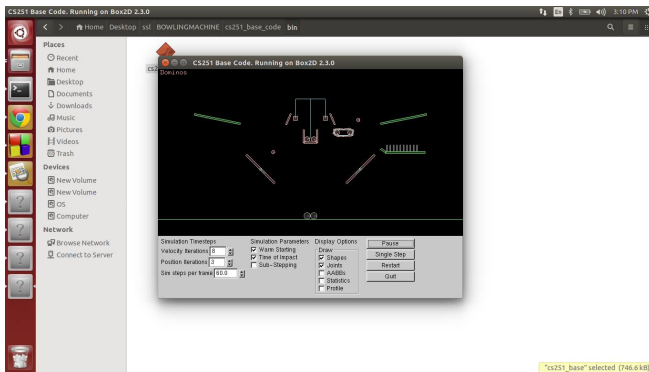 CS251 Base Code. Running on Box2D 2.3.0
En
3:10 PM
Home Desktop ssl BOWLINGMACHINE cs251_base_code bin
Places
Recent
Home
Desktop
Documents
Downloads
Music
Pictures
Videos
Trash
Devices
New Volume
New Volume
OS
Computer
Network
Browse Network
Connect to Server
CS251 Base Code. Running on Box2D 2.3.0
Dominos
Simulation Timesteps
Velocity Iterations 8
Position Iterations 3
Sim steps per frame 60.0
Simulation Parameters
Warm Starting
Time of Impact
Sub-Stepping
Display Options
Draw
Shapes
Joints
AABBs
Statistics
Profile
Pause
Single Step
Restart
Quit
"cs251_base" selected (746.6 kB)